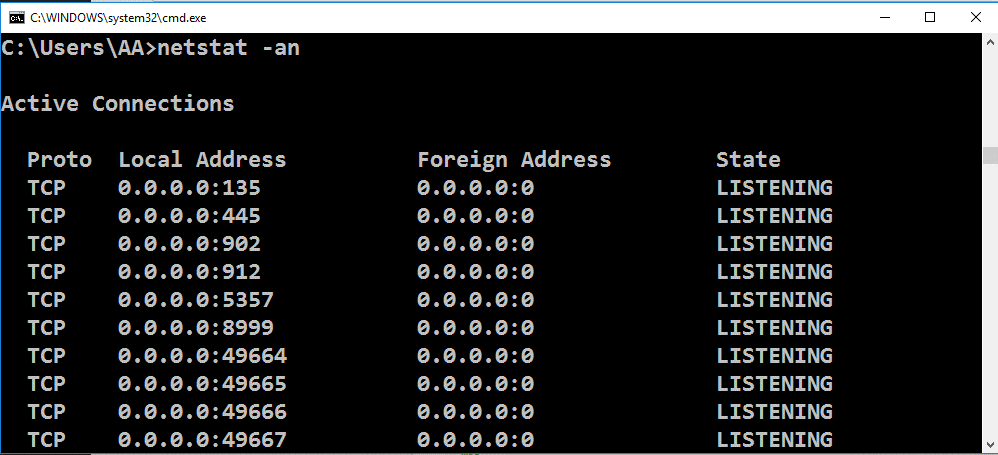 C:\WINDOWS\system32\cmd.exe
C:\Users\AA>netstat -an
Active Connections
Proto  Local Address          Foreign Address        State
TCP    0.0.0.0:135            0.0.0.0:0              LISTENING
TCP    0.0.0.0:445            0.0.0.0:0              LISTENING
TCP    0.0.0.0:902            0.0.0.0:0              LISTENING
TCP    0.0.0.0:912            0.0.0.0:0              LISTENING
TCP    0.0.0.0:5357           0.0.0.0:0              LISTENING
TCP    0.0.0.0:8999           0.0.0.0:0              LISTENING
TCP    0.0.0.0:49664          0.0.0.0:0              LISTENING
TCP    0.0.0.0:49665          0.0.0.0:0              LISTENING
TCP    0.0.0.0:49666          0.0.0.0:0              LISTENING
TCP    0.0.0.0:49667          0.0.0.0:0              LISTENING